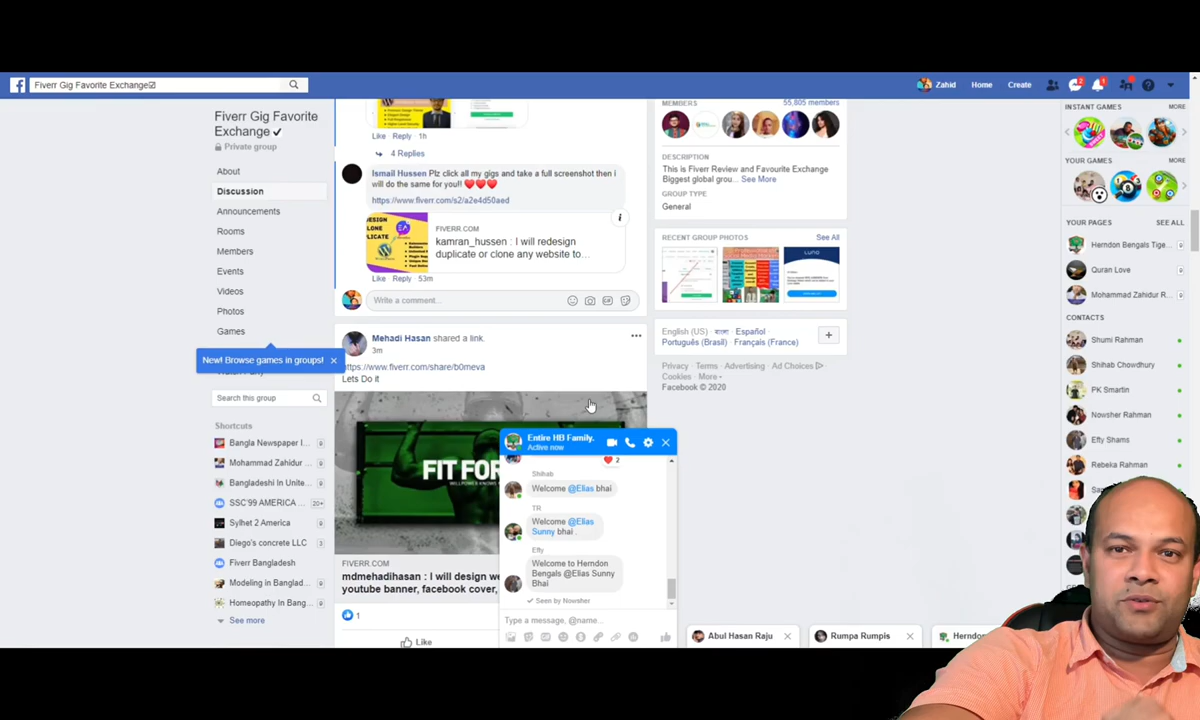 Fiverr Gig Favorite Exchange☑
Zahid
Home
Create
2
1
Fiverr Gig Favorite
Exchange
Private group
About
Discussion
Announcements
Rooms
Members
Events
Videos
Photos
Games
New! Browse games in groups!
Search this group
Shortcuts
Bangla Newspaper I...
Mohammad Zahidur ...
Bangladeshi In Unite...
SSC'99 AMERICA ...
20+
Sylhet 2 America
Diego's concrete LLC
3
Fiverr Bangladesh
Modeling in Banglad...
Homeopathy In Bang...
See more
Like Reply 1h
4 Replies
Ismail Hussen Plz click all my gigs and take a full screenshot then i
will do the same for you!! ❤❤❤
https://www.fiverr.com/s2/a2e4d50aed
DESIGN
CLONE
DUPLICATE
FIVERR.COM
kamran_hussen : I will redesign
duplicate or clone any website to...
Like Reply 53m
Write a comment...
Mehadi Hasan shared a link.
3m
https://www.fiverr.com/share/b0meva
Lets Do it
FIT FOR
FIVERR.COM
mdmehadihasan : I will design we
youtube banner, facebook cover,
1
Like
Entire HB Family.
Active now
2
Shihab
Welcome @Elias bhai
TR
Welcome @Elias
Sunny bhai .
Effy
Welcome to Herndon
Bengals @Elias Sunny
Bhai
Seen by Nowsher
Type a message, @name...
MEMBERS
55,805 members
DESCRIPTION
This is Fiverr Review and Favourite Exchange
Biggest global grou... See More
GROUP TYPE
General
RECENT GROUP PHOTOS
See All
English (US) · বাংলা · Español ·
Português (Brasil) · Français (France)
Privacy · Terms · Advertising · Ad Choices
Cookies · More
Facebook © 2020
INSTANT GAMES
MORE
YOUR GAMES
MORE
YOUR PAGES
SEE ALL
Herndon Bengals Tige...
Quran Love
Mohammad Zahidur R...
CONTACTS
Shumi Rahman
Shihab Chowdhury
PK Smartin
Nowsher Rahman
Effy Shams
Rebeka Rahman
Abul Hasan Raju
Rumpa Rumpis